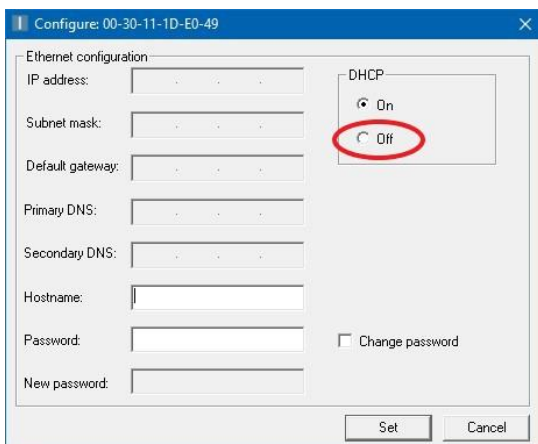 Configure: 00-30-11-1D-E0-49
Ethernet configuration
IP address:
DHCP
On
Subnet mask:
Off
Default gateway:
Primary DNS:
Secondary DNS:
Hostname:
Password:
Change password
New password:
Set
Cancel